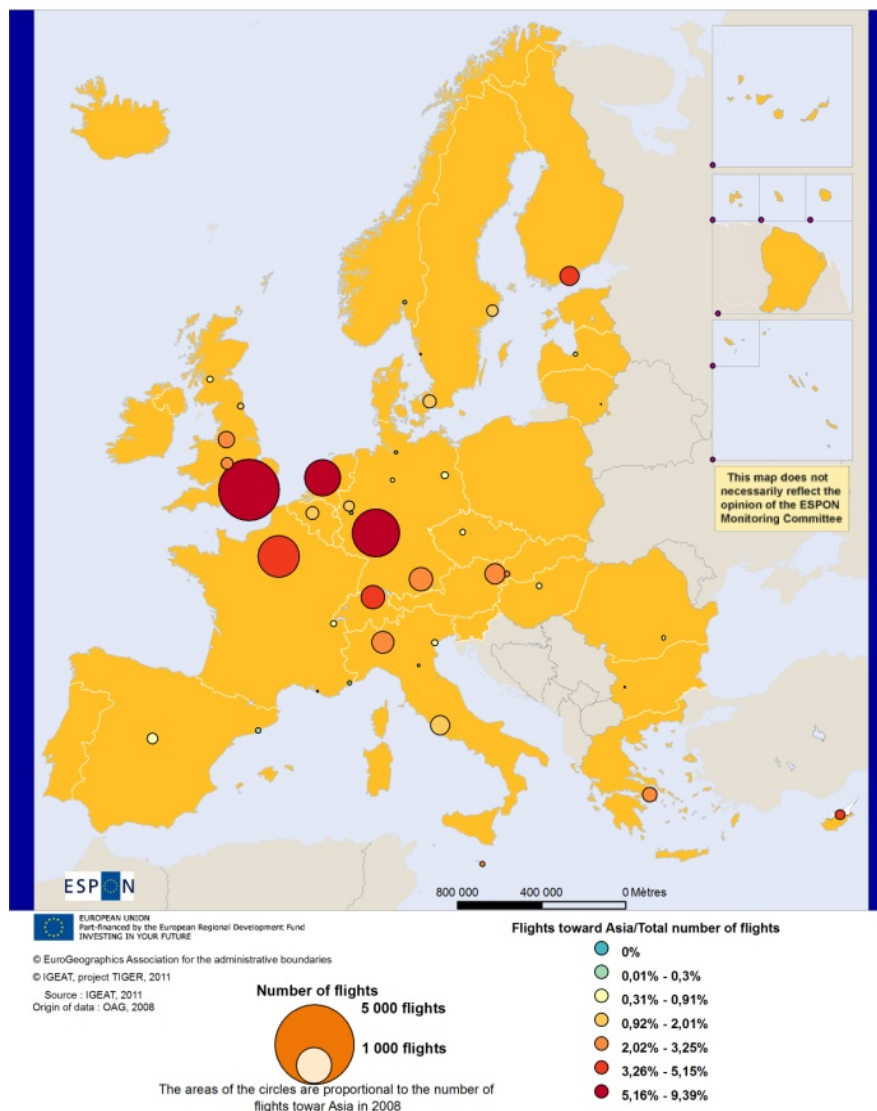 This map does not
necessarily reflect the
opinion of the ESPON
Monitoring Committee
ESPON
800 000 400 000 0 Mètres
EUROPEAN UNION
Part-financed by the European Regional Development Fund
INVESTING IN YOUR FUTURE
© EuroGeographics Association for the administrative boundaries
© IGEAT, project TIGER, 2011
Source : IGEAT, 2011
Origin of data : OAG, 2008
Number of flights
5 000 flights
1 000 flights
The areas of the circles are proportional to the number of
flights towar Asia in 2008
Flights toward Asia/Total number of flights
0%
0,01% - 0,3%
0,31% - 0,91%
0,92% - 2,01%
2,02% - 3,25%
3,26% - 5,15%
5,16% - 9,39%